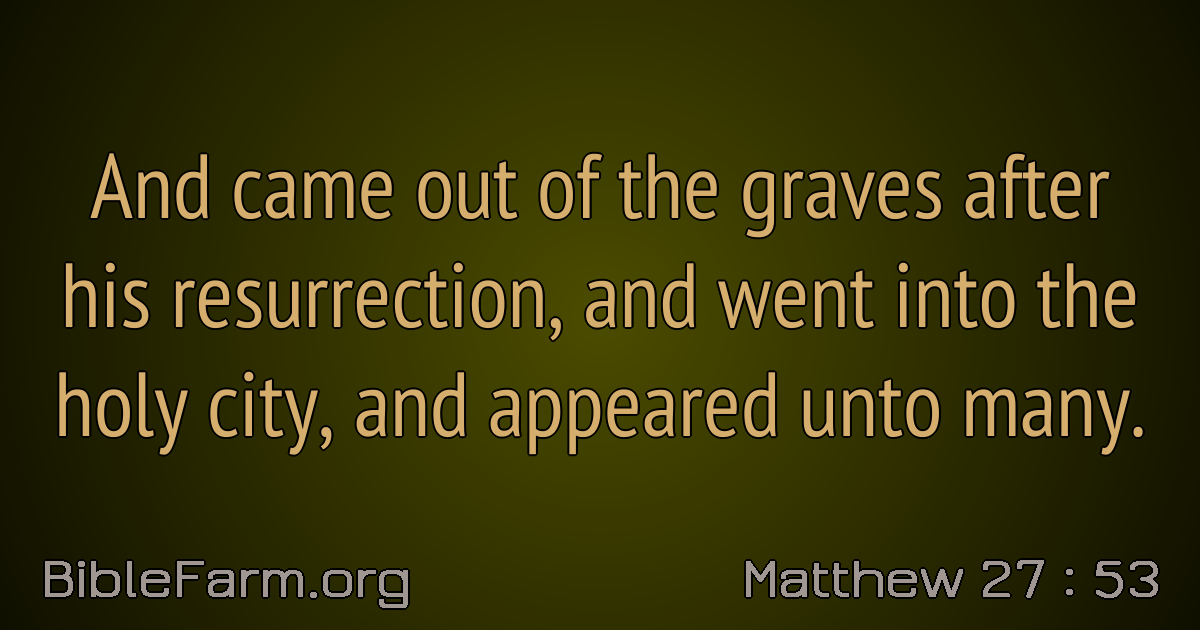 And came out of the graves after
his resurrection, and went into the
holy city, and appeared unto many.
BibleFarm.org
Matthew 27 : 53